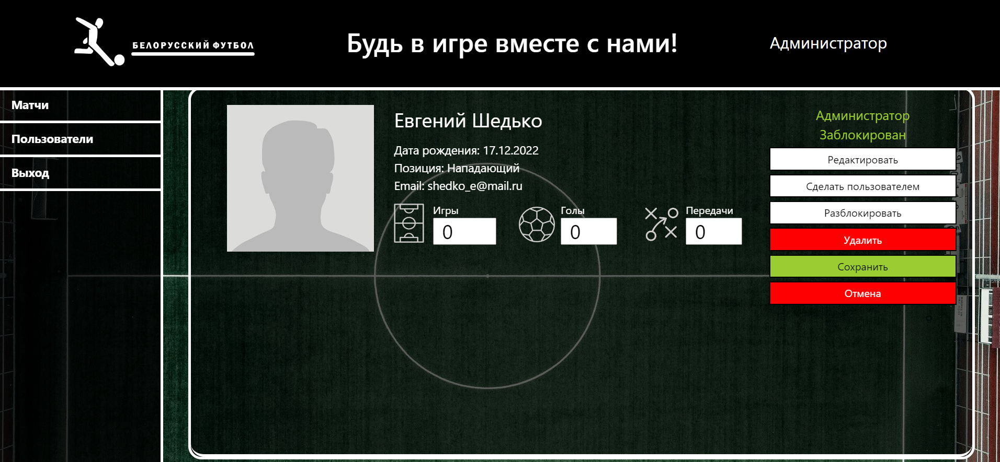 БЕЛОРУССКИЙ ФУТБОЛ
Будь в игре вместе с нами!
Администратор
Матчи
Пользователи
Выход
Евгений Шедько
Дата рождения: 17.12.2022
Позиция: Нападающий
Email: shedko_e@mail.ru
Игры
0
Голы
0
Передачи
0
Администратор
Заблокирован
Редактировать
Сделать пользователем
Разблокировать
Удалить
Сохранить
Отмена